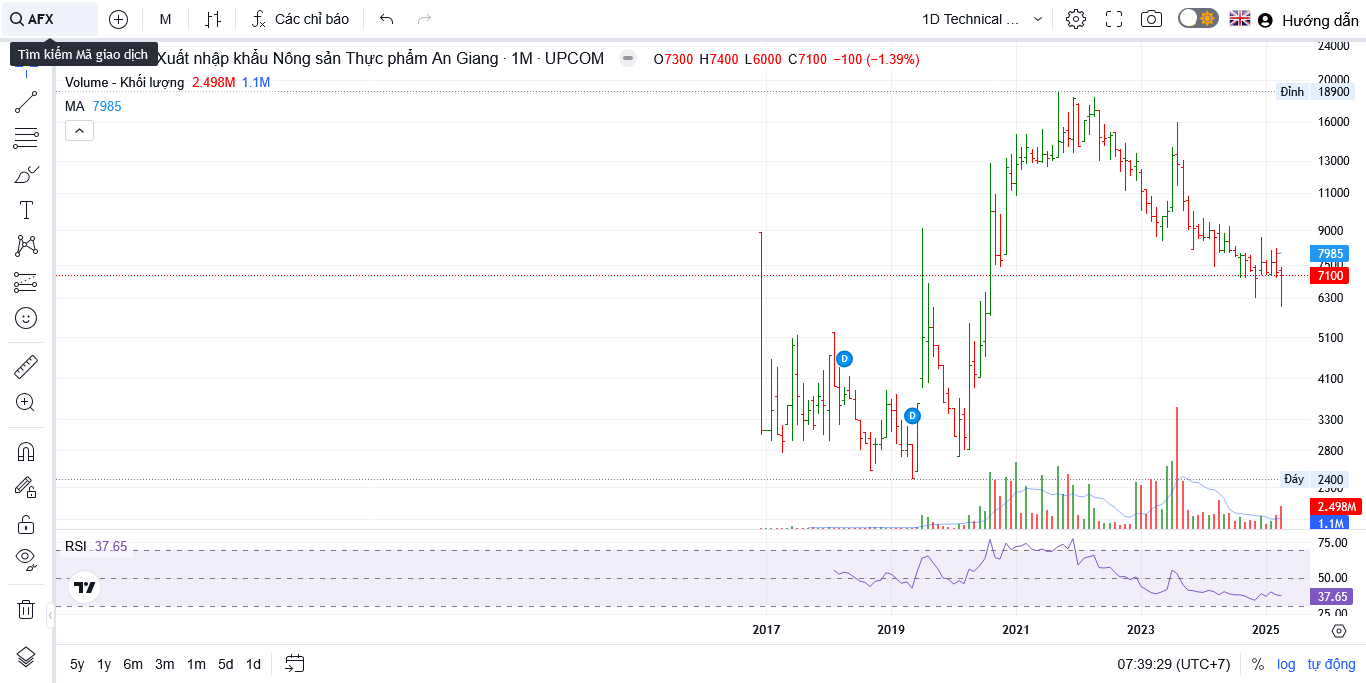 AFX M Các chỉ báo 1D Technical ... Hướng dẫn
Tìm kiếm Mã giao dịch
Xuất nhập khẩu Nông sản Thực phẩm An Giang · 1M · UPCOM O7300 H7400 L6000 C7100 −100 (−1.39%)
Volume - Khối lượng 2.498M 1.1M
MA 7985
24000
20000
Đỉnh 18900
16000
13000
11000
9000
7985
7500
7100
6300
5100
D
4100
D
3300
2800
Đáy 2400
2300
2.498M
1.1M
RSI 37.65
75.00
50.00
37.65
25.00
2017 2019 2021 2023 2025
5y 1y 6m 3m 1m 5d 1d 07:39:29 (UTC+7) % log tự động